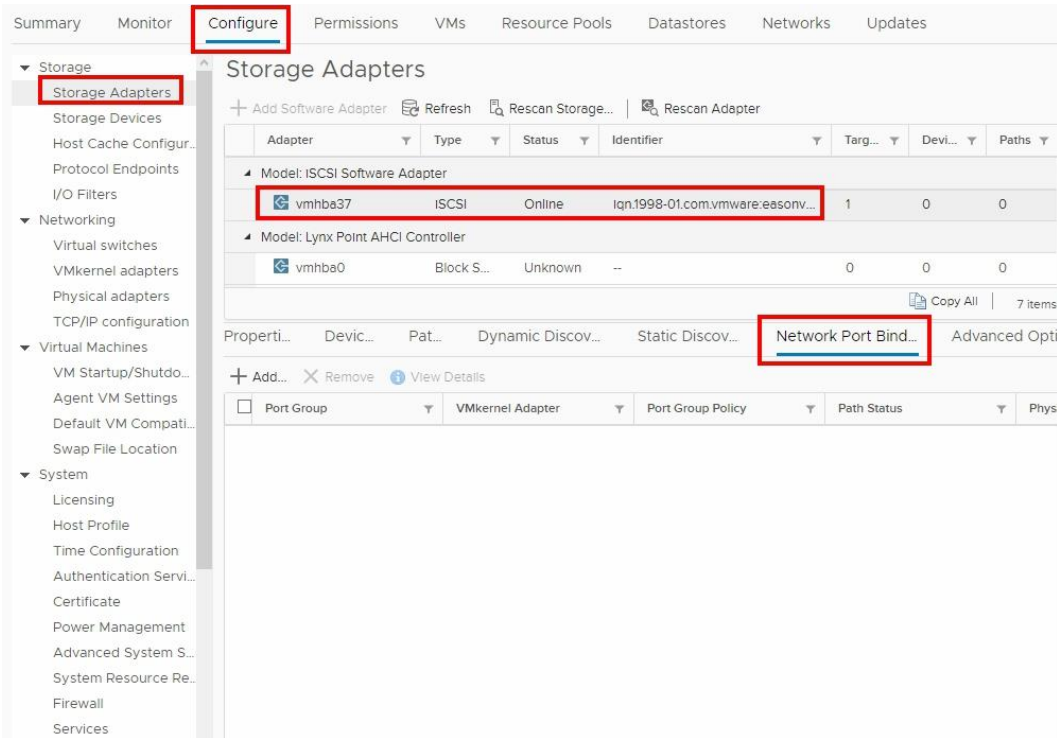 Summary Monitor Configure Permissions VMs Resource Pools Datastores Networks Updates
Storage
Storage Adapters
Storage Devices
Host Cache Configur..
Protocol Endpoints
I/O Filters
Networking
Virtual switches
VMkernel adapters
Physical adapters
TCP/IP configuration
Virtual Machines
VM Startup/Shutdo...
Agent VM Settings
Default VM Compati...
Swap File Location
System
Licensing
Host Profile
Time Configuration
Authentication Servi...
Certificate
Power Management
Advanced System S...
System Resource Re..
Firewall
Services
Storage Adapters
Add Software Adapter Refresh Rescan Storage... Rescan Adapter
Adapter Type Status Identifier Targ... Devi... Paths
Model: iSCSI Software Adapter
vmhba37 iSCSI Online iqn.1998-01.com.vmware:easonv... 1 0 0
Model: Lynx Point AHCI Controller
vmhba0 Block S... Unknown -- 0 0 0
Copy All 7 items
Properti... Devic... Pat... Dynamic Discov... Static Discov... Network Port Bind... Advanced Opti
Add... Remove View Details
Port Group VMkernel Adapter Port Group Policy Path Status Phys